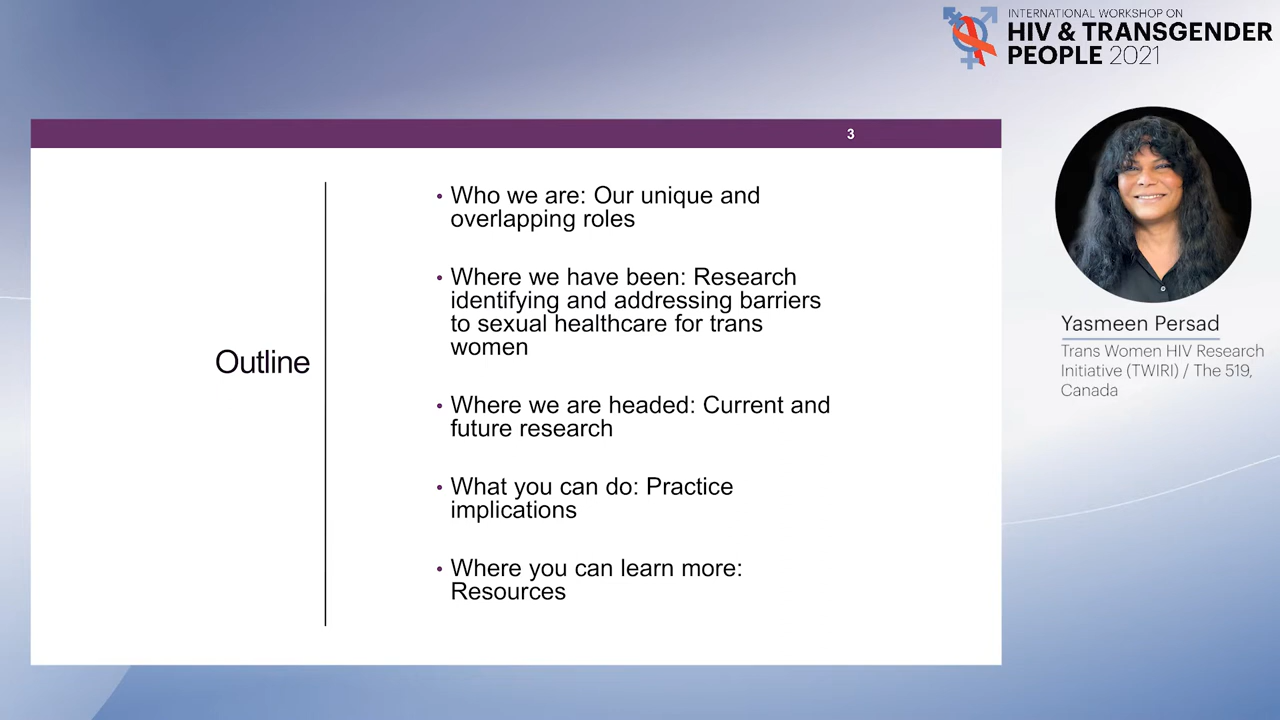 INTERNATIONAL WORKSHOP ON
HIV & TRANSGENDER
PEOPLE 2021
3
Outline
• Who we are: Our unique and
overlapping roles
• Where we have been: Research
identifying and addressing barriers
to sexual healthcare for trans
women
• Where we are headed: Current and
future research
• What you can do: Practice
implications
• Where you can learn more:
Resources
Yasmeen Persad
Trans Women HIV Research
Initiative (TWIRI) / The 519,
Canada